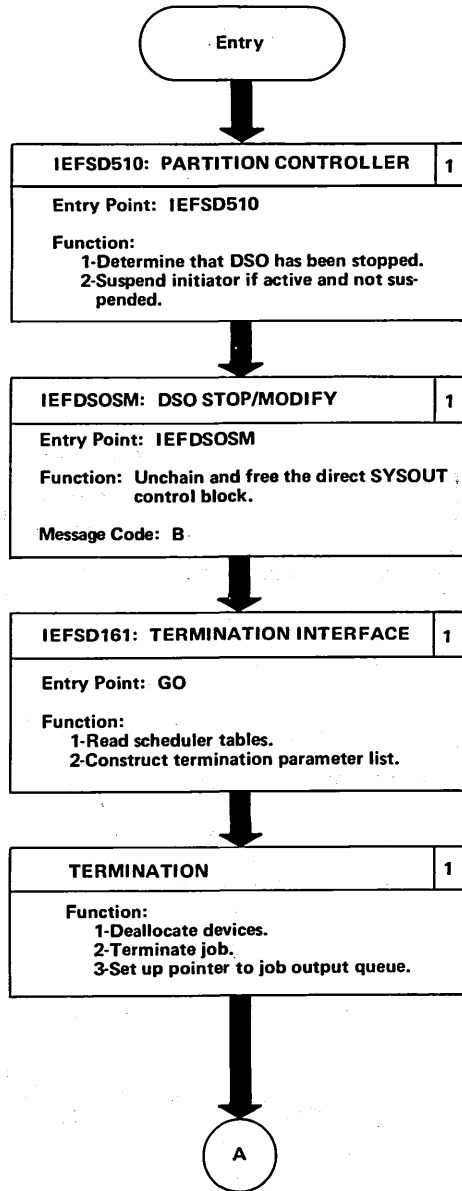 Entry
IEFSD510: PARTITION CONTROLLER 1
Entry Point: IEFSD510
Function:
1-Determine that DSO has been stopped.
2-Suspend initiator if active and not sus-
pended.
IEFDSOSM: DSO STOP/MODIFY 1
Entry Point: IEFDSOSM
Function: Unchain and free the direct SYSOUT
control block.
Message Code: B
IEFSD161: TERMINATION INTERFACE 1
Entry Point: GO
Function:
1-Read scheduler tables.
2-Construct termination parameter list.
TERMINATION 1
Function:
1-Deallocate devices.
2-Terminate job.
3-Set up pointer to job output queue.
A